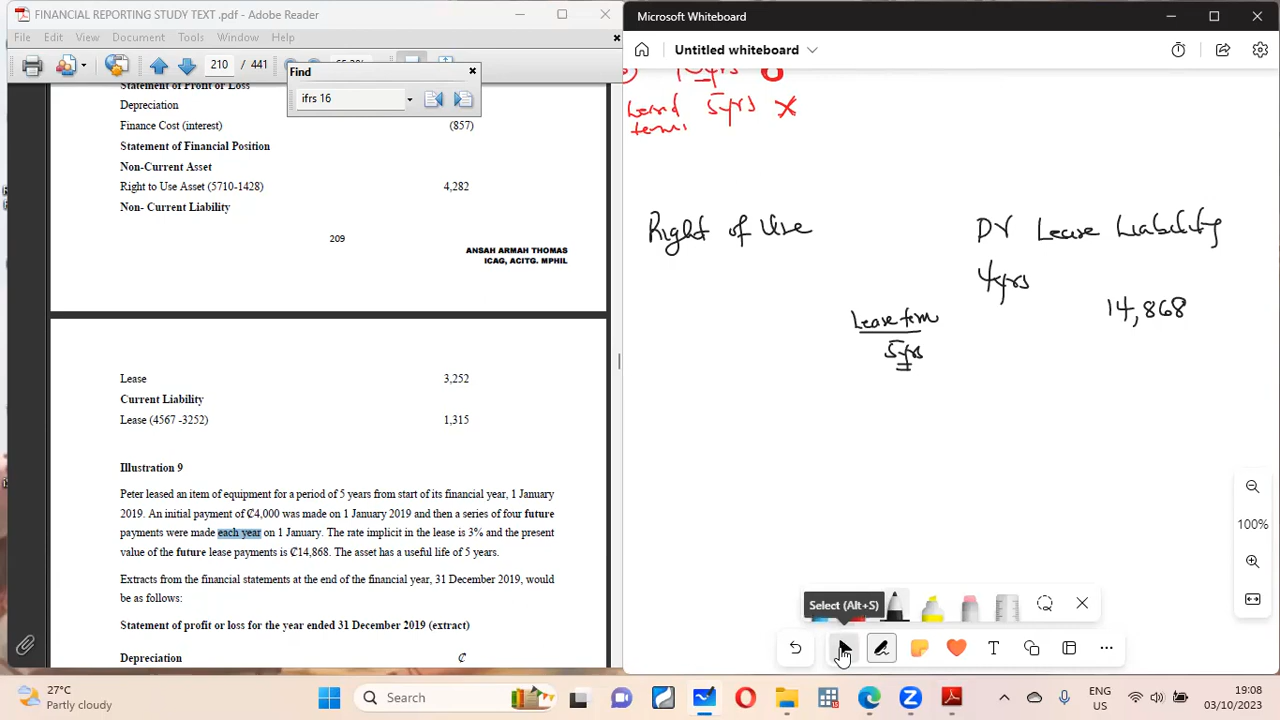 FINANCIAL REPORTING STUDY TEXT .pdf - Adobe Reader
File Edit View Document Tools Window Help
210 / 441
Find
ifrs 16
Statement of Profit or Loss
Depreciation
Finance Cost (interest) (857)
Statement of Financial Position
Non-Current Asset
Right to Use Asset (5710-1428) 4,282
Non- Current Liability
209
ANSAH ARMAH THOMAS
ICAG, ACITG. MPHIL
Lease 3,252
Current Liability
Lease (4567 -3252) 1,315
Illustration 9
Peter leased an item of equipment for a period of 5 years from start of its financial year, 1 January
2019. An initial payment of ₵4,000 was made on 1 January 2019 and then a series of four future
payments were made each year on 1 January. The rate implicit in the lease is 3% and the present
value of the future lease payments is ₵14,868. The asset has a useful life of 5 years.
Extracts from the financial statements at the end of the financial year, 31 December 2019, would
be as follows:
Statement of profit or loss for the year ended 31 December 2019 (extract)
Depreciation ₵
Microsoft Whiteboard
Untitled whiteboard
5yrs X
term
Right of Use
DY Lease Liability
4yrs
14,868
Lease term
5yrs
100%
Select (Alt+S)
27°C
Partly cloudy
Search
ENG
US
19:08
03/10/2023